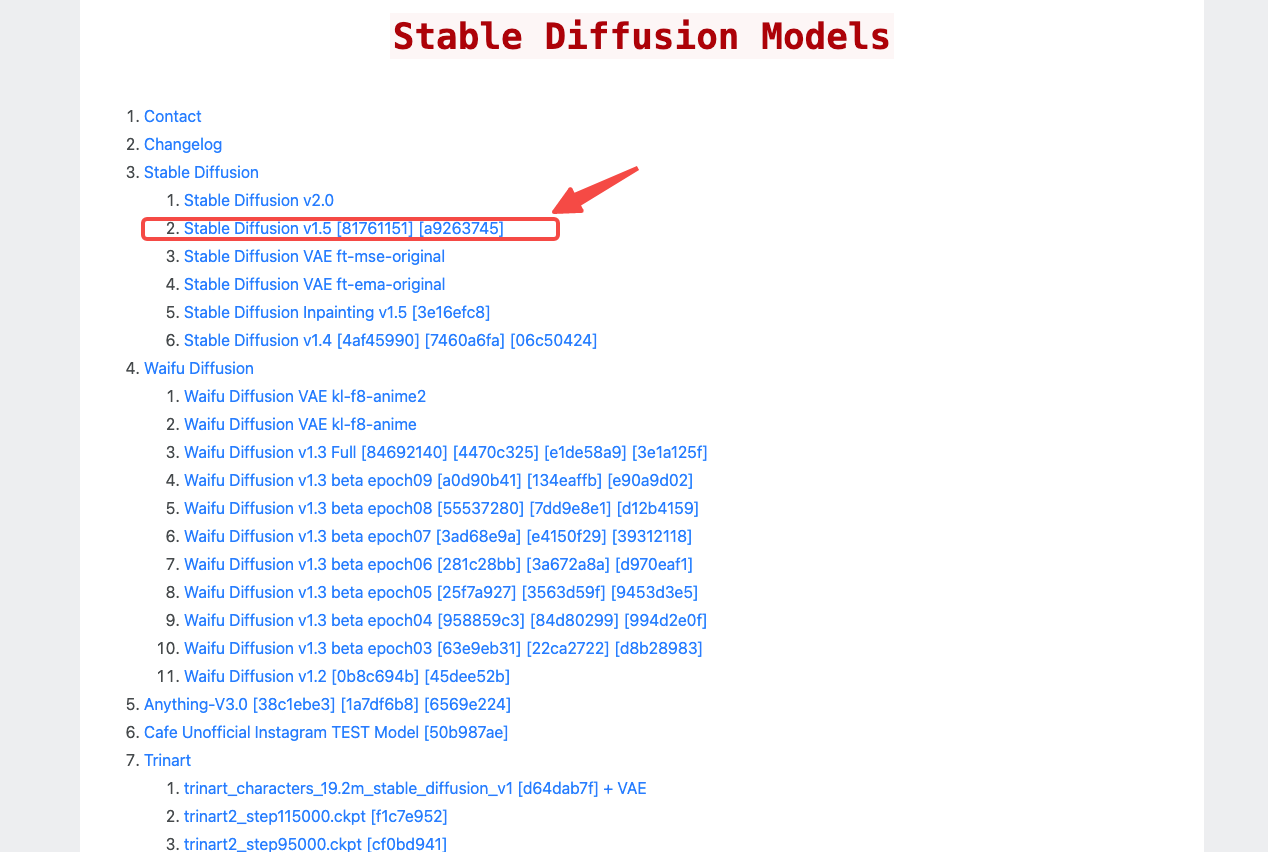 Stable Diffusion Models
1. Contact
2. Changelog
3. Stable Diffusion
1. Stable Diffusion v2.0
2. Stable Diffusion v1.5 [81761151] [a9263745]
3. Stable Diffusion VAE ft-mse-original
4. Stable Diffusion VAE ft-ema-original
5. Stable Diffusion Inpainting v1.5 [3e16efc8]
6. Stable Diffusion v1.4 [4af45990] [7460a6fa] [06c50424]
4. Waifu Diffusion
1. Waifu Diffusion VAE kl-f8-anime2
2. Waifu Diffusion VAE kl-f8-anime
3. Waifu Diffusion v1.3 Full [84692140] [4470c325] [e1de58a9] [3e1a125f]
4. Waifu Diffusion v1.3 beta epoch09 [a0d90b41] [134eaffb] [e90a9d02]
5. Waifu Diffusion v1.3 beta epoch08 [55537280] [7dd9e8e1] [d12b4159]
6. Waifu Diffusion v1.3 beta epoch07 [3ad68e9a] [e4150f29] [39312118]
7. Waifu Diffusion v1.3 beta epoch06 [281c28bb] [3a672a8a] [d970eaf1]
8. Waifu Diffusion v1.3 beta epoch05 [25f7a927] [3563d59f] [9453d3e5]
9. Waifu Diffusion v1.3 beta epoch04 [958859c3] [84d80299] [994d2e0f]
10. Waifu Diffusion v1.3 beta epoch03 [63e9eb31] [22ca2722] [d8b28983]
11. Waifu Diffusion v1.2 [0b8c694b] [45dee52b]
5. Anything-V3.0 [38c1ebe3] [1a7df6b8] [6569e224]
6. Cafe Unofficial Instagram TEST Model [50b987ae]
7. Trinart
1. trinart_characters_19.2m_stable_diffusion_v1 [d64dab7f] + VAE
2. trinart2_step115000.ckpt [f1c7e952]
3. trinart2_step95000.ckpt [cf0bd941]